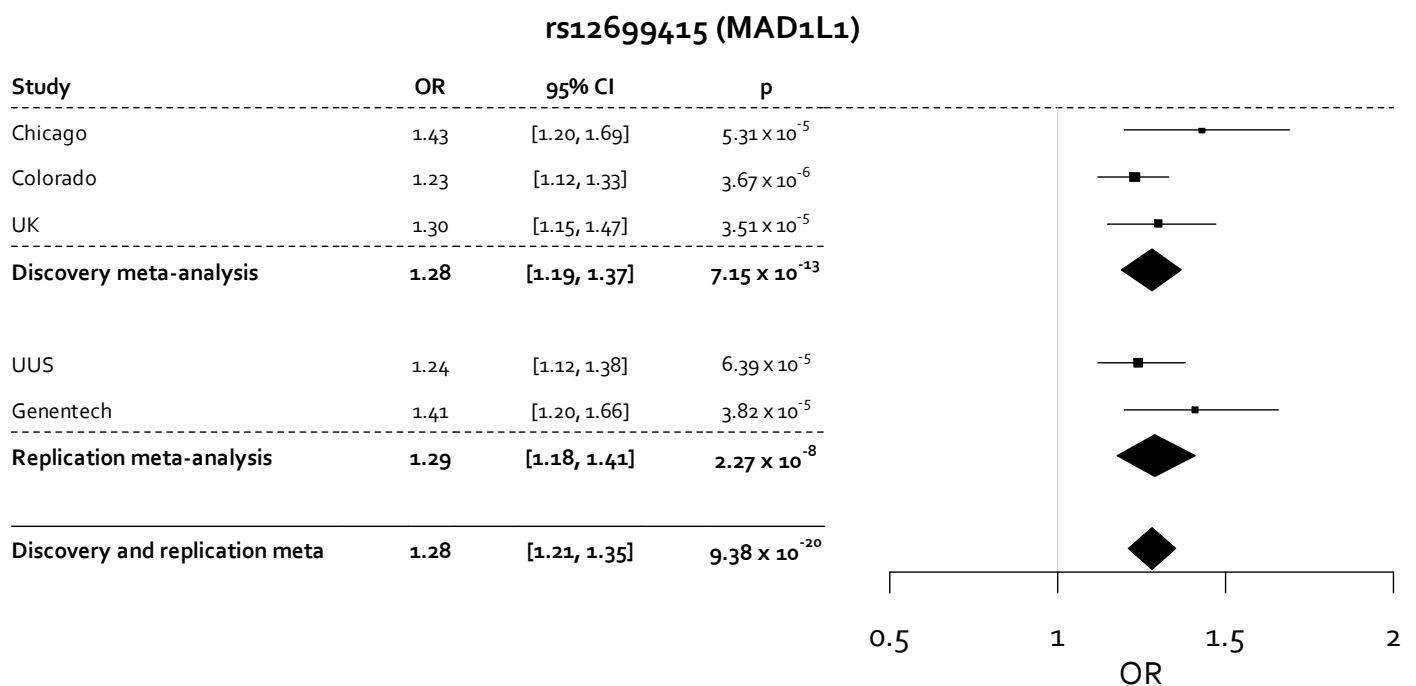 rs12699415 (MAD1L1)
Study OR 95% CI p
Chicago 1.43 [1.20, 1.69] 5.31 x 10^-5
Colorado 1.23 [1.12, 1.33] 3.67 x 10^-6
UK 1.30 [1.15, 1.47] 3.51 x 10^-5
Discovery meta-analysis 1.28 [1.19, 1.37] 7.15 x 10^-13
UUS 1.24 [1.12, 1.38] 6.39 x 10^-5
Genentech 1.41 [1.20, 1.66] 3.82 x 10^-5
Replication meta-analysis 1.29 [1.18, 1.41] 2.27 x 10^-8
Discovery and replication meta 1.28 [1.21, 1.35] 9.38 x 10^-20
0.5 1 1.5 2
OR